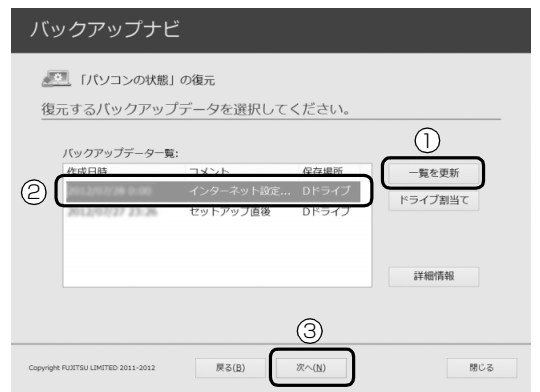 バックアップナビ
「パソコンの状態」の復元
復元するバックアップデータを選択してください。
バックアップデータ一覧:
①
作成日時 コメント 保存場所
一覧を更新
②
インターネット設定... Dドライブ
ドライブ割当て
セットアップ直後 Dドライブ
詳細情報
③
Copyright FUJITSU LIMITED 2011-2012
戻る(B)
次へ(N)
閉じる